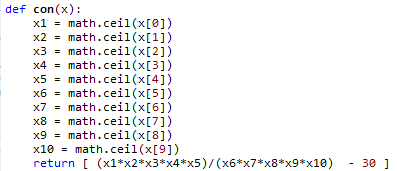 def con(x):
    x1 = math.ceil(x[0])
    x2 = math.ceil(x[1])
    x3 = math.ceil(x[2])
    x4 = math.ceil(x[3])
    x5 = math.ceil(x[4])
    x6 = math.ceil(x[5])
    x7 = math.ceil(x[6])
    x8 = math.ceil(x[7])
    x9 = math.ceil(x[8])
    x10 = math.ceil(x[9])
    return [ (x1*x2*x3*x4*x5)/(x6*x7*x8*x9*x10)  - 30 ]